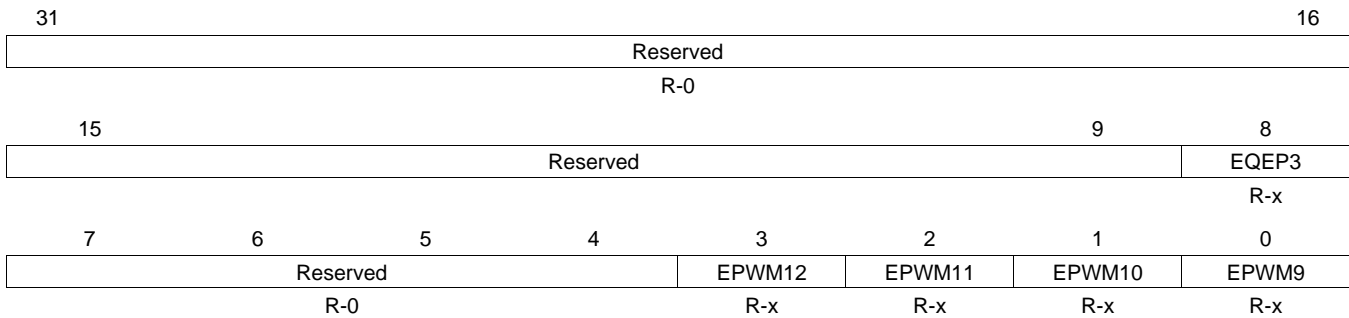 31 16
Reserved
R-0
15 9 8
Reserved EQEP3
R-x
7 6 5 4 3 2 1 0
Reserved EPWM12 EPWM11 EPWM10 EPWM9
R-0 R-x R-x R-x R-x